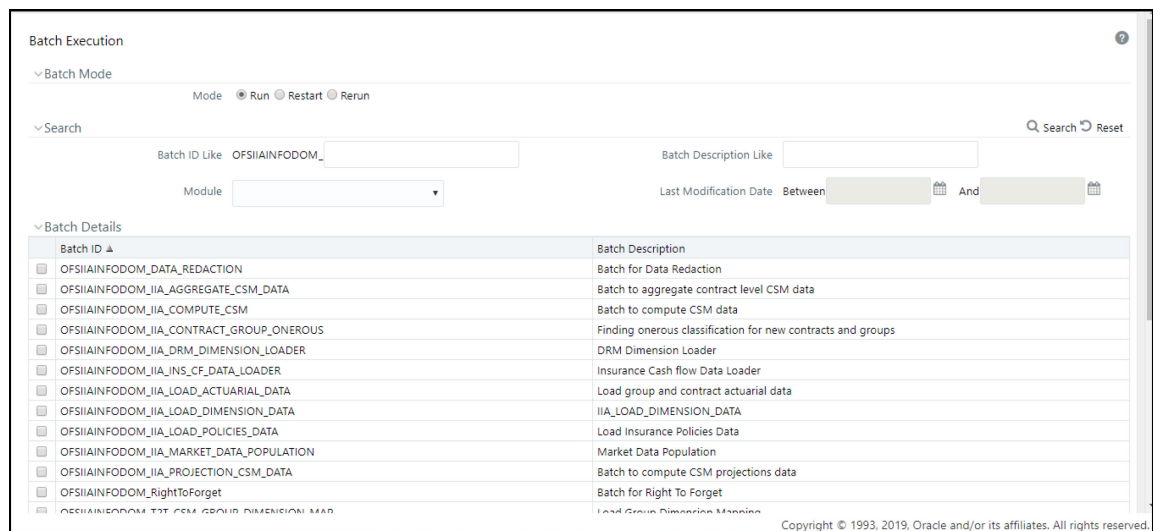 Batch Execution
Batch Mode
Mode Run Restart Rerun
Search Search Reset
Batch ID Like OFSIIAINFODOM_ Batch Description Like
Module Last Modification Date Between And
Batch Details
Batch ID Batch Description
OFSIIAINFODOM_DATA_REDACTION Batch for Data Redaction
OFSIIAINFODOM_IIA_AGGREGATE_CSM_DATA Batch to aggregate contract level CSM data
OFSIIAINFODOM_IIA_COMPUTE_CSM Batch to compute CSM data
OFSIIAINFODOM_IIA_CONTRACT_GROUP_ONEROUS Finding onerous classification for new contracts and groups
OFSIIAINFODOM_IIA_DRM_DIMENSION_LOADER DRM Dimension Loader
OFSIIAINFODOM_IIA_INS_CF_DATA_LOADER Insurance Cash flow Data Loader
OFSIIAINFODOM_IIA_LOAD_ACTUARIAL_DATA Load group and contract actuarial data
OFSIIAINFODOM_IIA_LOAD_DIMENSION_DATA IIA_LOAD_DIMENSION_DATA
OFSIIAINFODOM_IIA_LOAD_POLICIES_DATA Load Insurance Policies Data
OFSIIAINFODOM_IIA_MARKET_DATA_POPULATION Market Data Population
OFSIIAINFODOM_IIA_PROJECTION_CSM_DATA Batch to compute CSM projections data
OFSIIAINFODOM_RightToForget Batch for Right To Forget
OFSIIAINFODOM_T2T_CSM_GROUP_DIMENSION_MAP Load Group Dimension Mapping
Copyright © 1993, 2019, Oracle and/or its affiliates. All rights reserved.